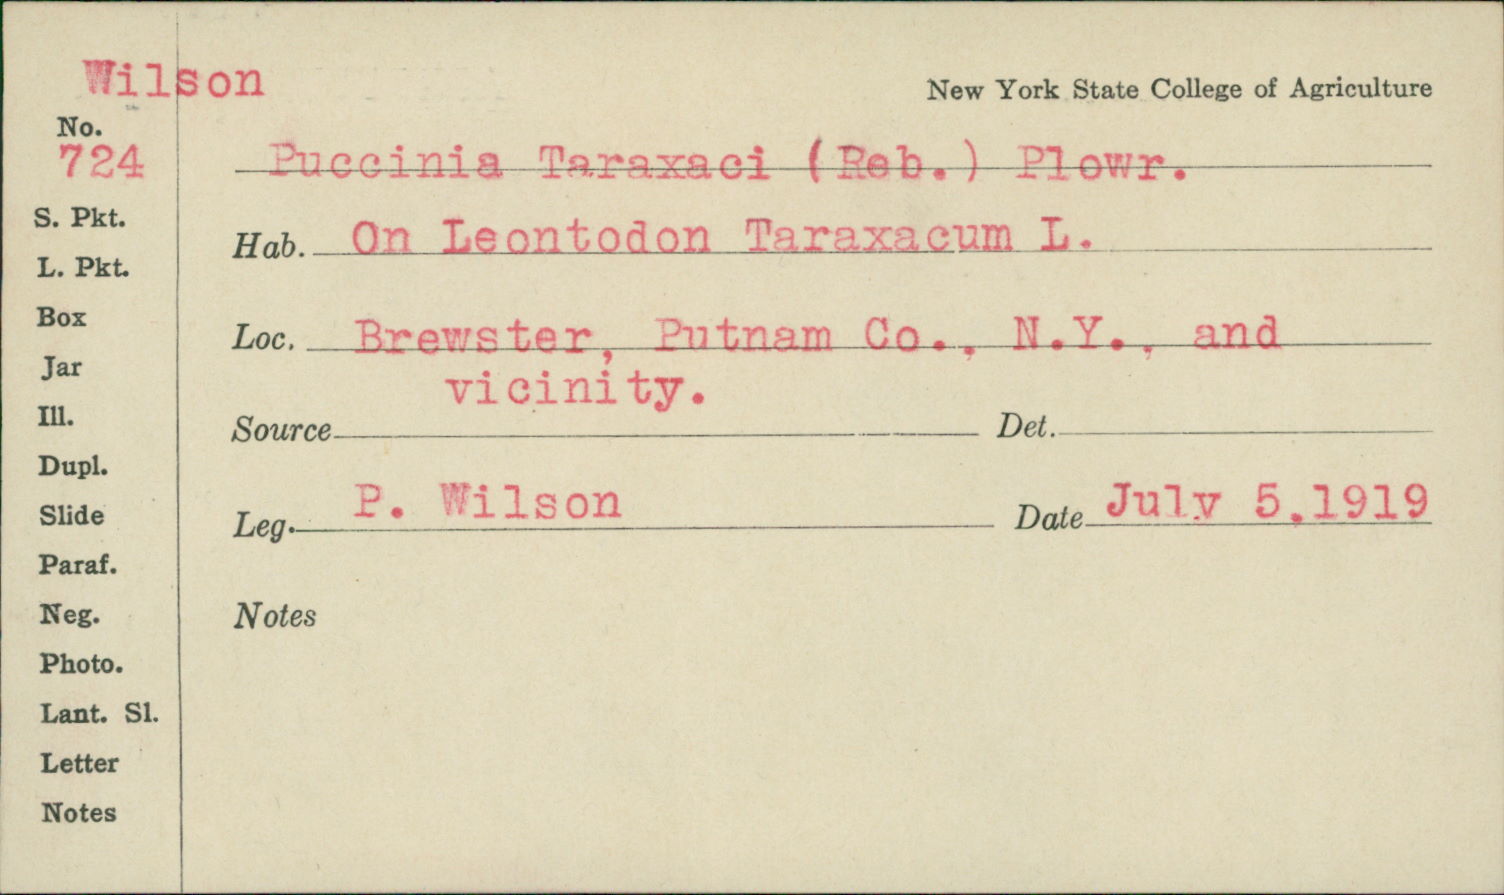 Wilson
New York State College of Agriculture
No.
724
Puccinia Taraxaci (Reb.) Plowr.
S. Pkt.
Hab. On Leontodon Taraxacum L.
L. Pkt.
Box
Loc. Brewster, Putnam Co., N.Y., and
vicinity.
Jar
Ill.
Source Det.
Dupl.
Slide
Leg. P. Wilson Date July 5,1919
Paraf.
Neg.
Notes
Photo.
Lant. Sl.
Letter
Notes